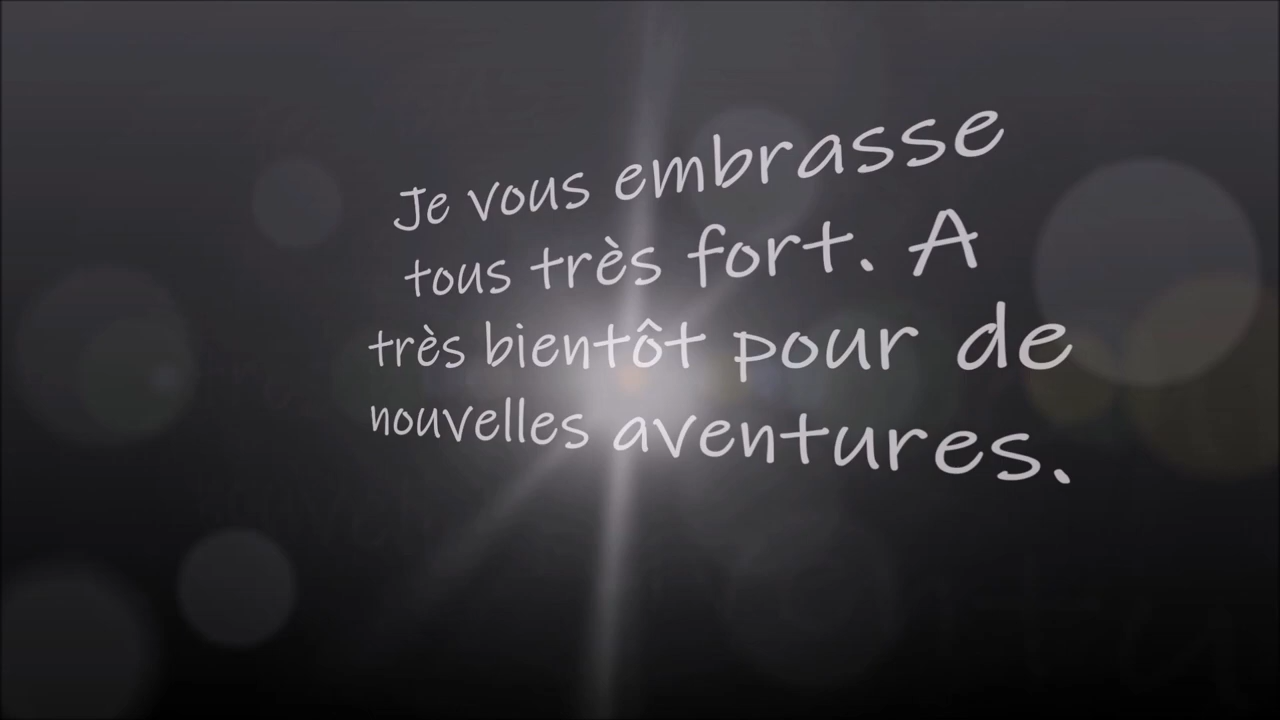 Je vous embrasse
tous très fort. A
très bientôt pour de
nouvelles aventures.